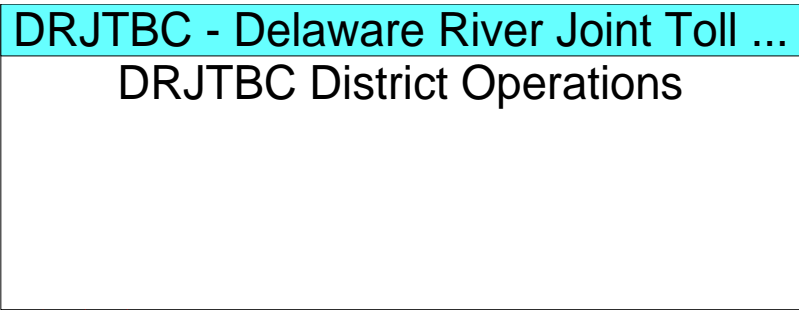 DRJTBC - Delaware River Joint Toll ...
DRJTBC District Operations